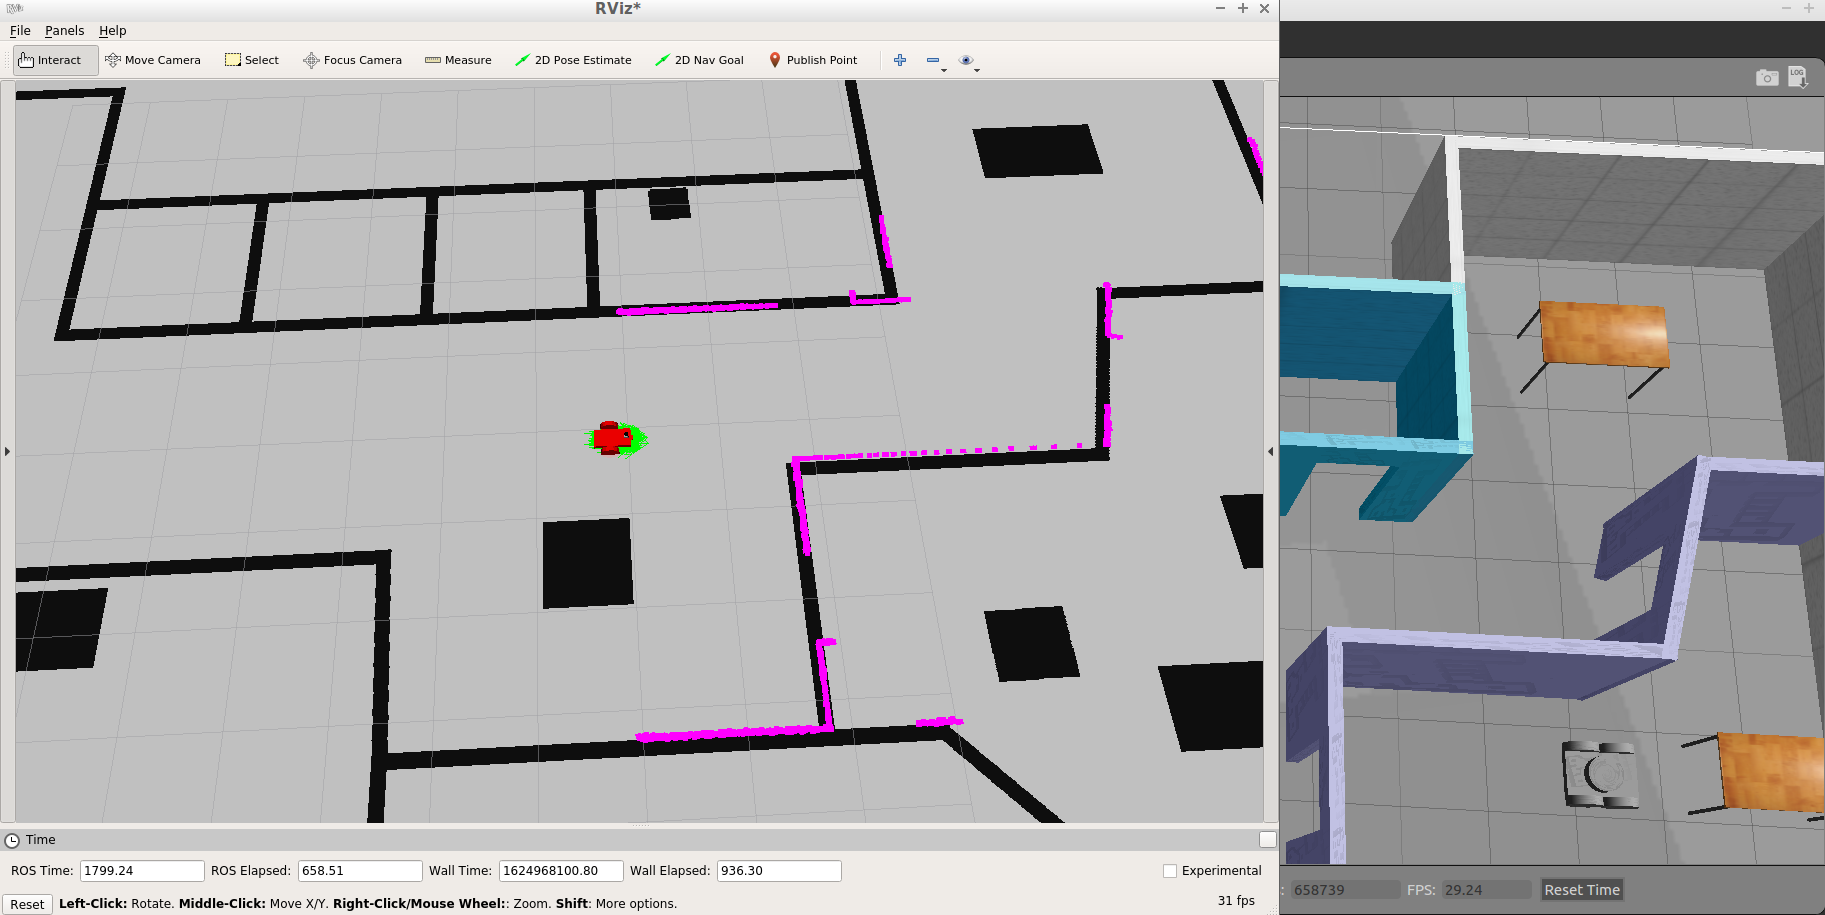 RViz*
File Panels Help
Interact Move Camera Select Focus Camera Measure 2D Pose Estimate 2D Nav Goal Publish Point
LOG
Time
ROS Time: 1799.24 ROS Elapsed: 658.51 Wall Time: 1624968100.80 Wall Elapsed: 936.30 Experimental
: 658739 FPS: 29.24 Reset Time
Reset Left-Click: Rotate. Middle-Click: Move X/Y. Right-Click/Mouse Wheel:: Zoom. Shift: More options. 31 fps